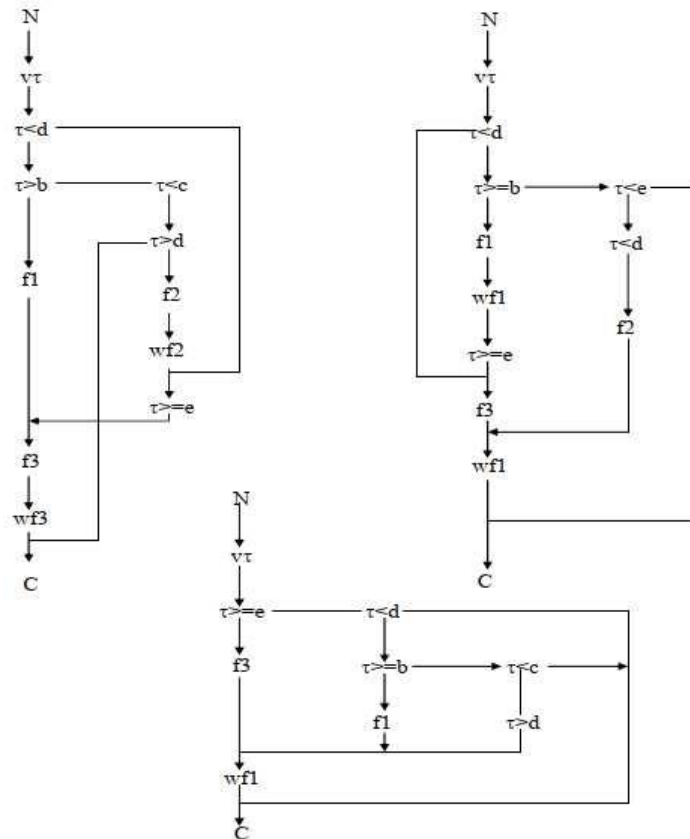 N
vτ
τ<d
τ>b τ<c
τ>d
f1
f2
wf2
τ>=e
f3
wf3
C
N
vτ
τ<d
τ>=b τ<e
f1 τ<d
wf1
f2
τ>=e
f3
wf1
C
N
vτ
τ>=e τ<d
f3 τ>=b τ<c
f1 τ>d
wf1
C